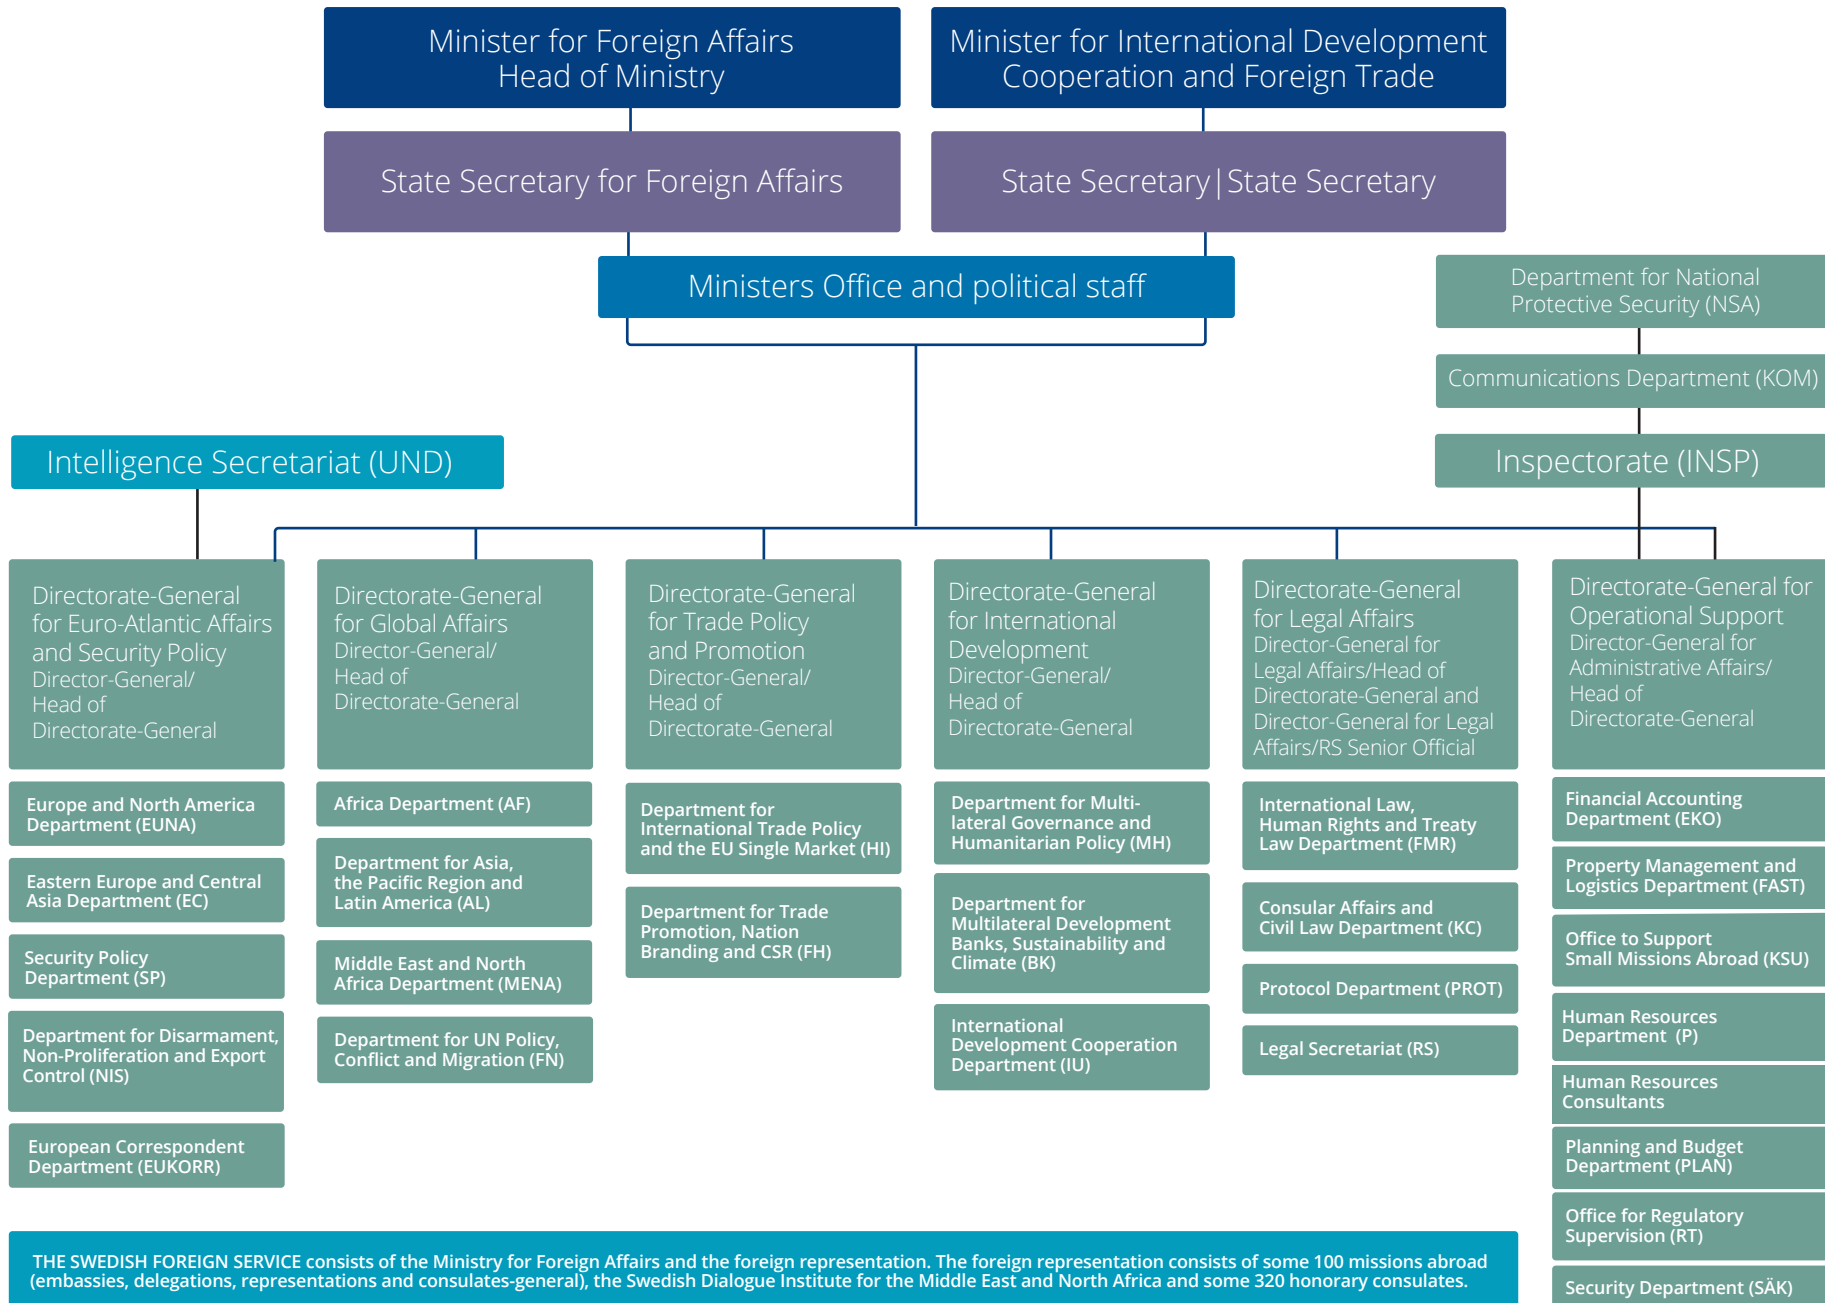 Minister for Foreign Affairs
Head of Ministry
Minister for International Development
Cooperation and Foreign Trade
State Secretary for Foreign Affairs
State Secretary|State Secretary
Ministers Office and political staff
Department for National
Protective Security (NSA)
Communications Department (KOM)
Inspectorate (INSP)
Intelligence Secretariat (UND)
Directorate-General
for Euro-Atlantic Affairs
and Security Policy
Director-General/
Head of
Directorate-General
Europe and North America
Department (EUNA)
Eastern Europe and Central
Asia Department (EC)
Security Policy
Department (SP)
Department for Disarmament,
Non-Proliferation and Export
Control (NIS)
European Correspondent
Department (EUKORR)
Directorate-General
for Global Affairs
Director-General/
Head of
Directorate-General
Africa Department (AF)
Department for Asia,
the Pacific Region and
Latin America (AL)
Middle East and North
Africa Department (MENA)
Department for UN Policy,
Conflict and Migration (FN)
Directorate-General
for Trade Policy
and Promotion
Director-General/
Head of
Directorate-General
Department for
International Trade Policy
and the EU Single Market (HI)
Department for Trade
Promotion, Nation
Branding and CSR (FH)
Directorate-General
for International
Development
Director-General/
Head of
Directorate-General
Department for Multi-
lateral Governance and
Humanitarian Policy (MH)
Department for
Multilateral Development
Banks, Sustainability and
Climate (BK)
International
Development Cooperation
Department (IU)
Directorate-General
for Legal Affairs
Director-General for
Legal Affairs/Head of
Directorate-General and
Director-General for Legal
Affairs/RS Senior Official
International Law,
Human Rights and Treaty
Law Department (FMR)
Consular Affairs and
Civil Law Department (KC)
Protocol Department (PROT)
Legal Secretariat (RS)
Directorate-General for
Operational Support
Director-General for
Administrative Affairs/
Head of
Directorate-General
Financial Accounting
Department (EKO)
Property Management and
Logistics Department (FAST)
Office to Support
Small Missions Abroad (KSU)
Human Resources
Department (P)
Human Resources
Consultants
Planning and Budget
Department (PLAN)
Office for Regulatory
Supervision (RT)
Security Department (SÄK)
THE SWEDISH FOREIGN SERVICE consists of the Ministry for Foreign Affairs and the foreign representation. The foreign representation consists of some 100 missions abroad
(embassies, delegations, representations and consulates-general), the Swedish Dialogue Institute for the Middle East and North Africa and some 320 honorary consulates.